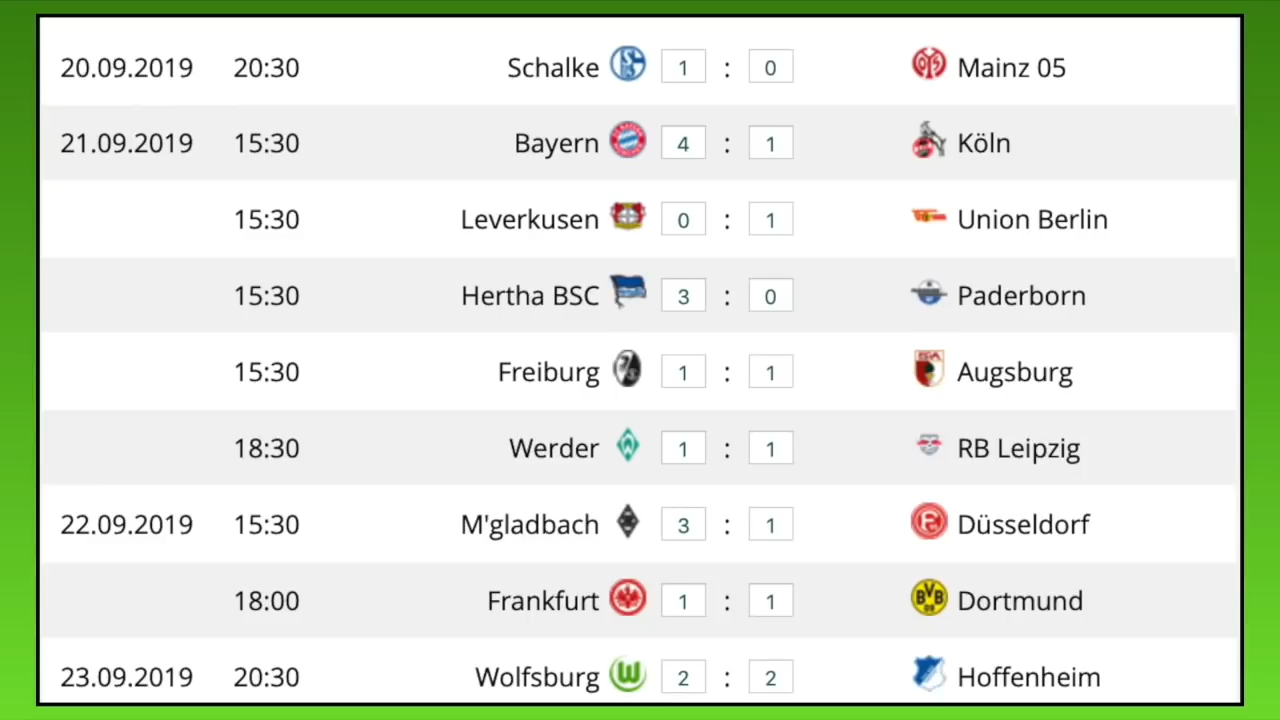 20.09.2019 20:30 Schalke 1 : 0 Mainz 05
21.09.2019 15:30 Bayern 4 : 1 Köln
15:30 Leverkusen 0 : 1 Union Berlin
15:30 Hertha BSC 3 : 0 Paderborn
15:30 Freiburg 1 : 1 Augsburg
18:30 Werder 1 : 1 RB Leipzig
22.09.2019 15:30 M'gladbach 3 : 1 Düsseldorf
18:00 Frankfurt 1 : 1 BVB 09 Dortmund
23.09.2019 20:30 Wolfsburg 2 : 2 Hoffenheim